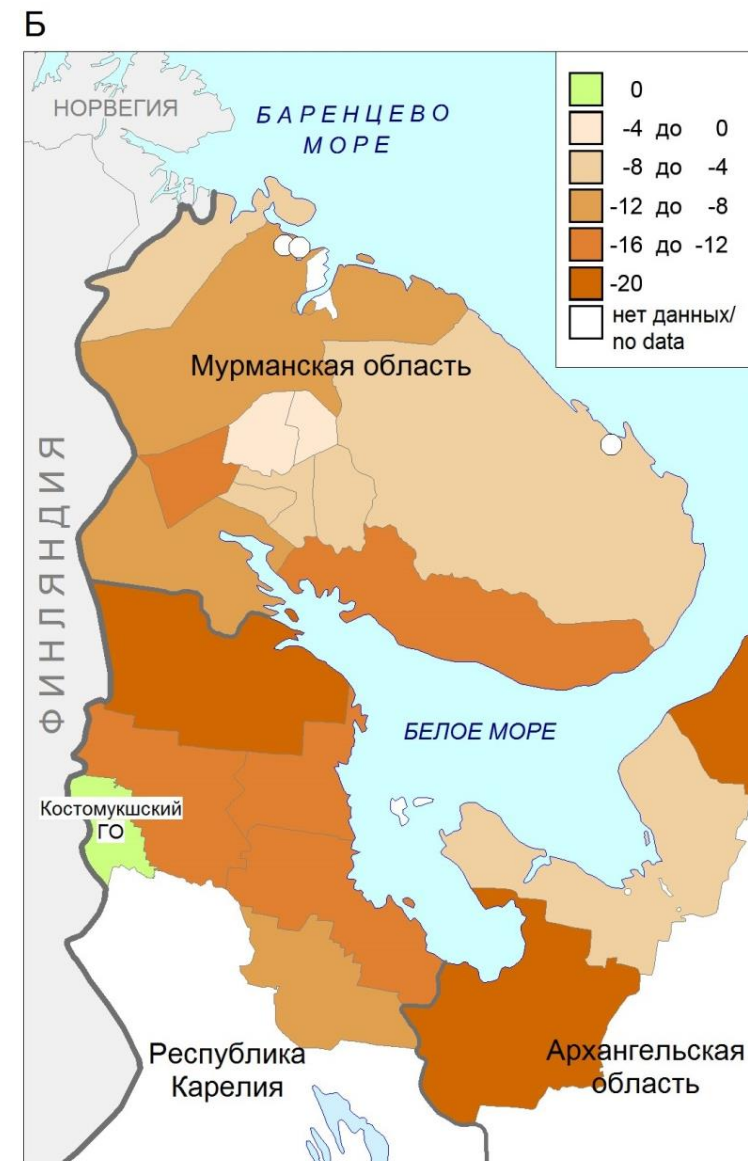 Б
НОРВЕГИЯ
БАРЕНЦЕВО
МОРЕ
0
-4 до 0
-8 до -4
-12 до -8
-16 до -12
-20
нет данных/
no data
Мурманская область
ФИНЛЯНДИЯ
БЕЛОЕ МОРЕ
Костомукшский
ГО
Республика
Карелия
Архангельская
область